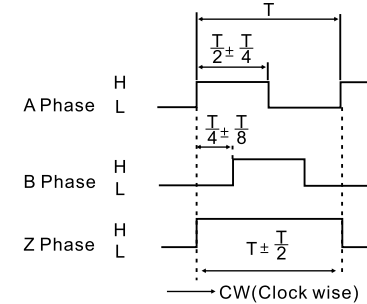 T
T/2 ± T/4
A Phase H L
T/4 ± T/8
B Phase H L
Z Phase H L
T ± T/2
CW(Clock wise)